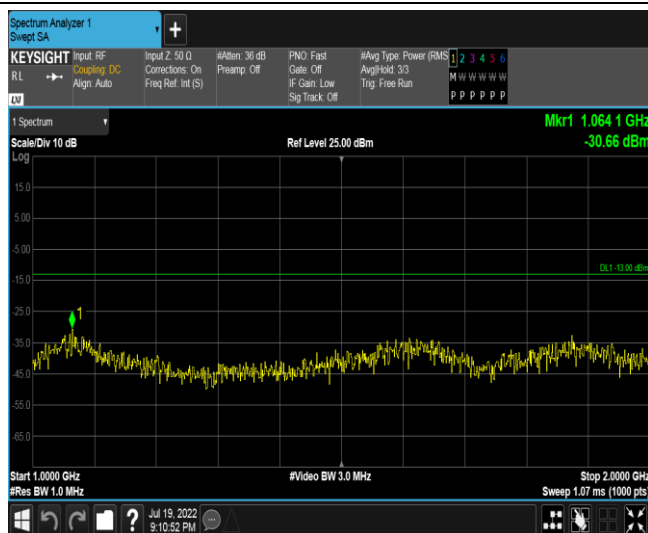 Spectrum Analyzer 1
Swept SA
+
KEYSIGHT
RL
Input: RF
Coupling: DC
Align: Auto
Input Z: 50 Ω
Corrections: On
Freq Ref: Int (S)
#Atten: 36 dB
Preamp: Off
PNO: Fast
Gate: Off
IF Gain: Low
Sig Track: Off
#Avg Type: Power (RMS
Avg|Hold: 3/3
Trig: Free Run
1 2 3 4 5 6
M W W W W W
P P P P P P
1 Spectrum
Mkr1 1.064 1 GHz
Scale/Div 10 dB
Ref Level 25.00 dBm
-30.66 dBm
Log
15.0
5.00
-5.00
DL1 -13.00 dBm
-15.0
-25.0
1
-35.0
-45.0
-55.0
-65.0
Start 1.0000 GHz
#Video BW 3.0 MHz
Stop 2.0000 GHz
#Res BW 1.0 MHz
Sweep 1.07 ms (1000 pts)
?
Jul 19, 2022
9:10:52 PM